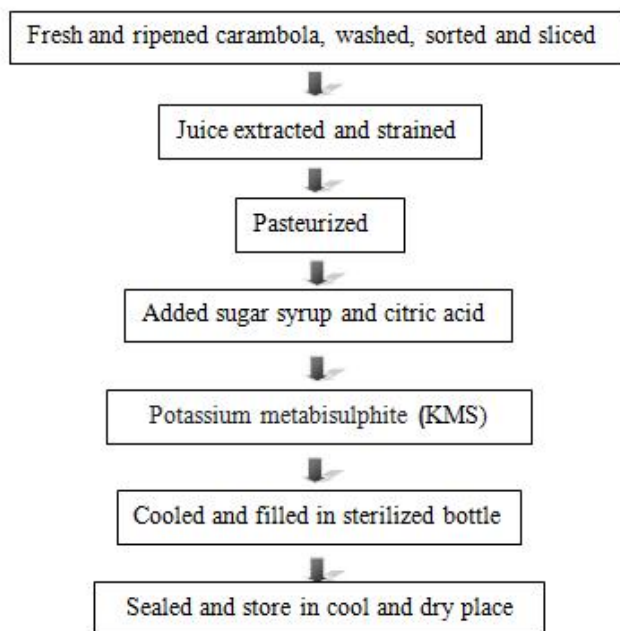 Fresh and ripened carambola, washed, sorted and sliced
Juice extracted and strained
Pasteurized
Added sugar syrup and citric acid
Potassium metabisulphite (KMS)
Cooled and filled in sterilized bottle
Sealed and store in cool and dry place